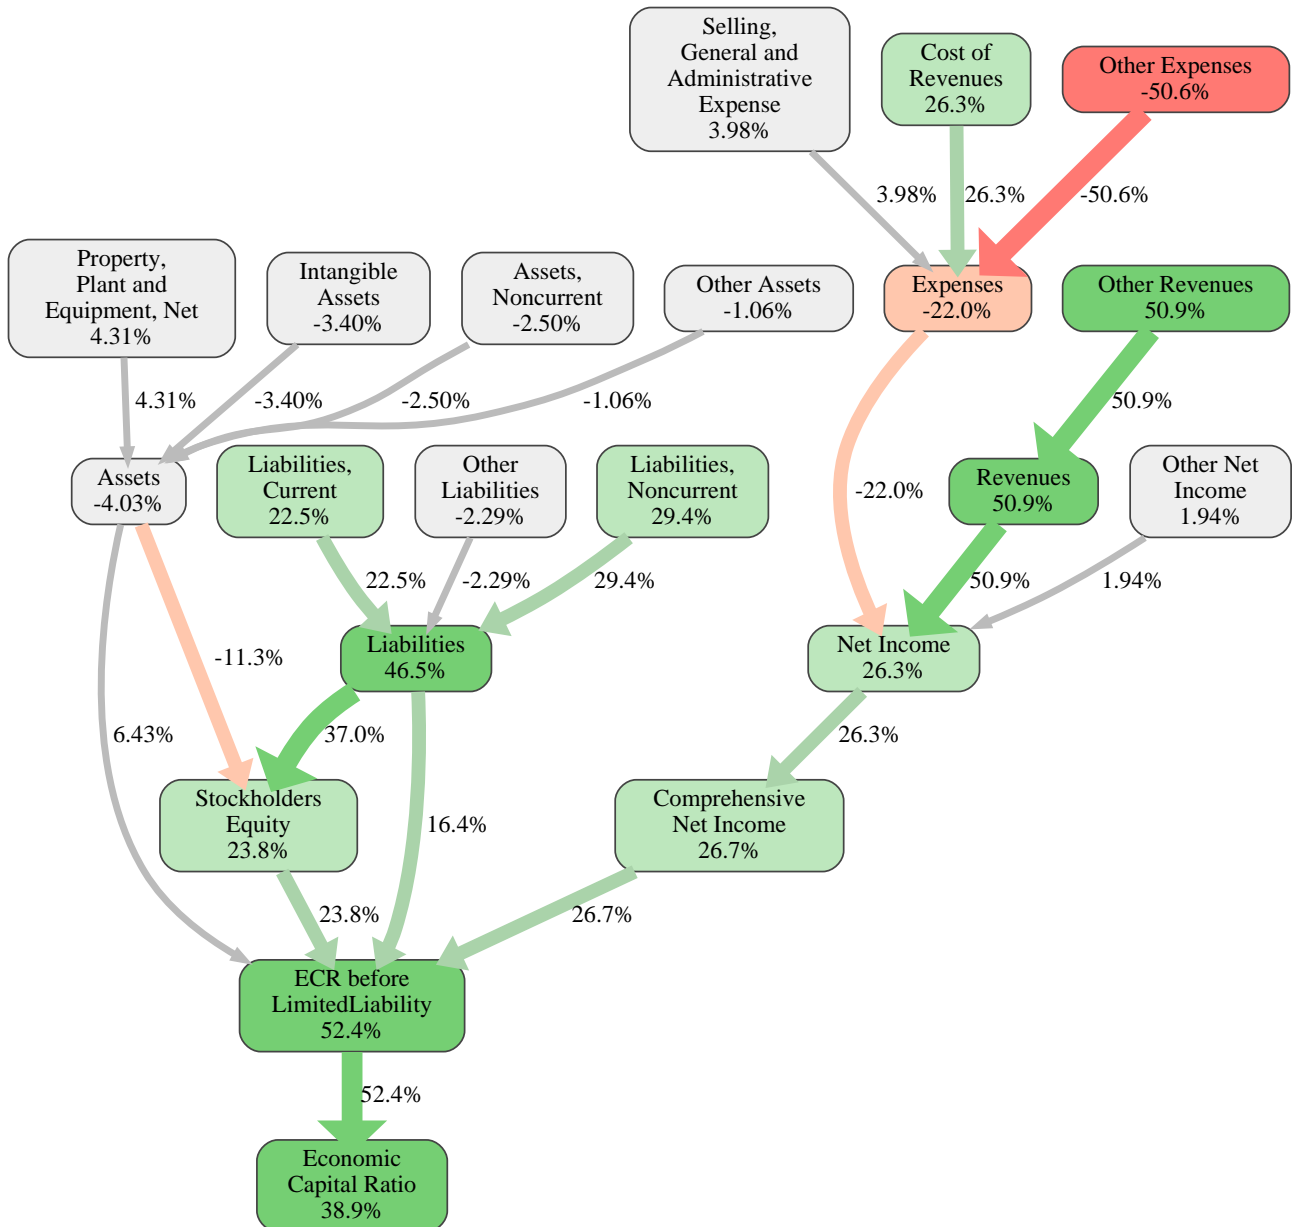 Selling,
General and
Administrative
Expense
3.98%
Cost of
Revenues
26.3%
Other Expenses
-50.6%
3.98%
26.3%
-50.6%
Property,
Plant and
Equipment, Net
4.31%
Intangible
Assets
-3.40%
Assets,
Noncurrent
-2.50%
Other Assets
-1.06%
Expenses
-22.0%
Other Revenues
50.9%
4.31%
-3.40%
-2.50%
-1.06%
50.9%
Assets
-4.03%
Liabilities,
Current
22.5%
Other
Liabilities
-2.29%
Liabilities,
Noncurrent
29.4%
-22.0%
Revenues
50.9%
Other Net
Income
1.94%
22.5%
-2.29%
29.4%
50.9%
1.94%
-11.3%
Liabilities
46.5%
Net Income
26.3%
6.43%
37.0%
26.3%
Stockholders
Equity
23.8%
16.4%
Comprehensive
Net Income
26.7%
23.8%
26.7%
ECR before
LimitedLiability
52.4%
52.4%
Economic
Capital Ratio
38.9%